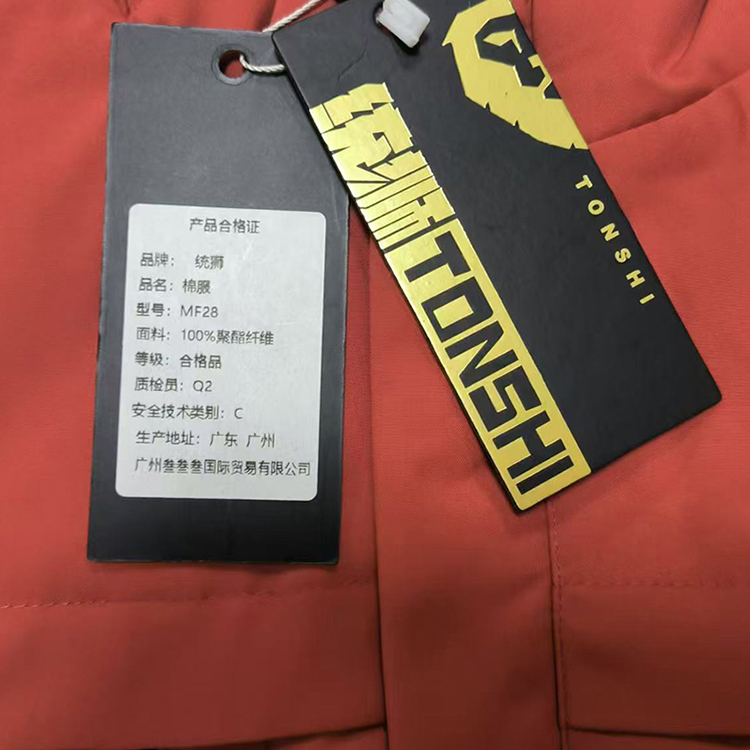 产品合格证
品牌： 统狮
品名：棉服
型号：MF28
面料：100%聚酯纤维
等级：合格品
质检员：Q2
安全技术类别：C
生产地址：广东 广州
广州叁叁叁国际贸易有限公司
统狮TONSHI
TONSHI